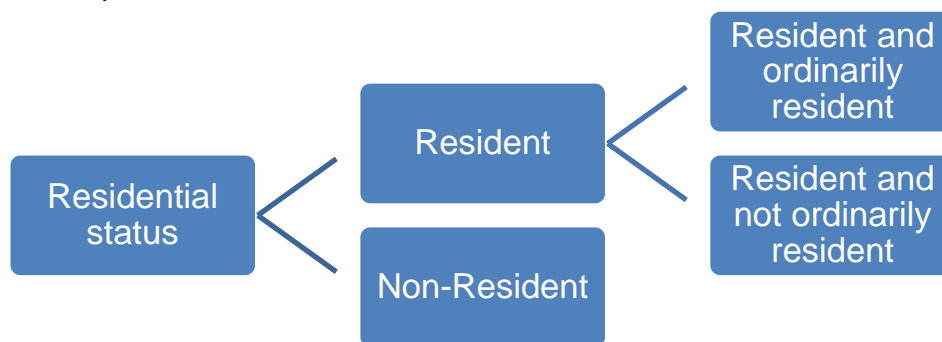 Residential
status
Resident
Non-Resident
Resident and
ordinarily
resident
Resident and
not ordinarily
resident